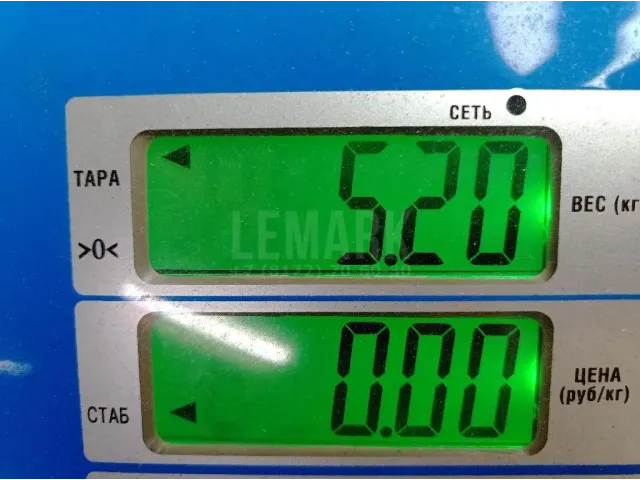 СЕТЬ
ТАРА
5.20
ВЕС (кг
>0<
LEMARK
0.00
ЦЕНА
(руб/кг)
СТАБ